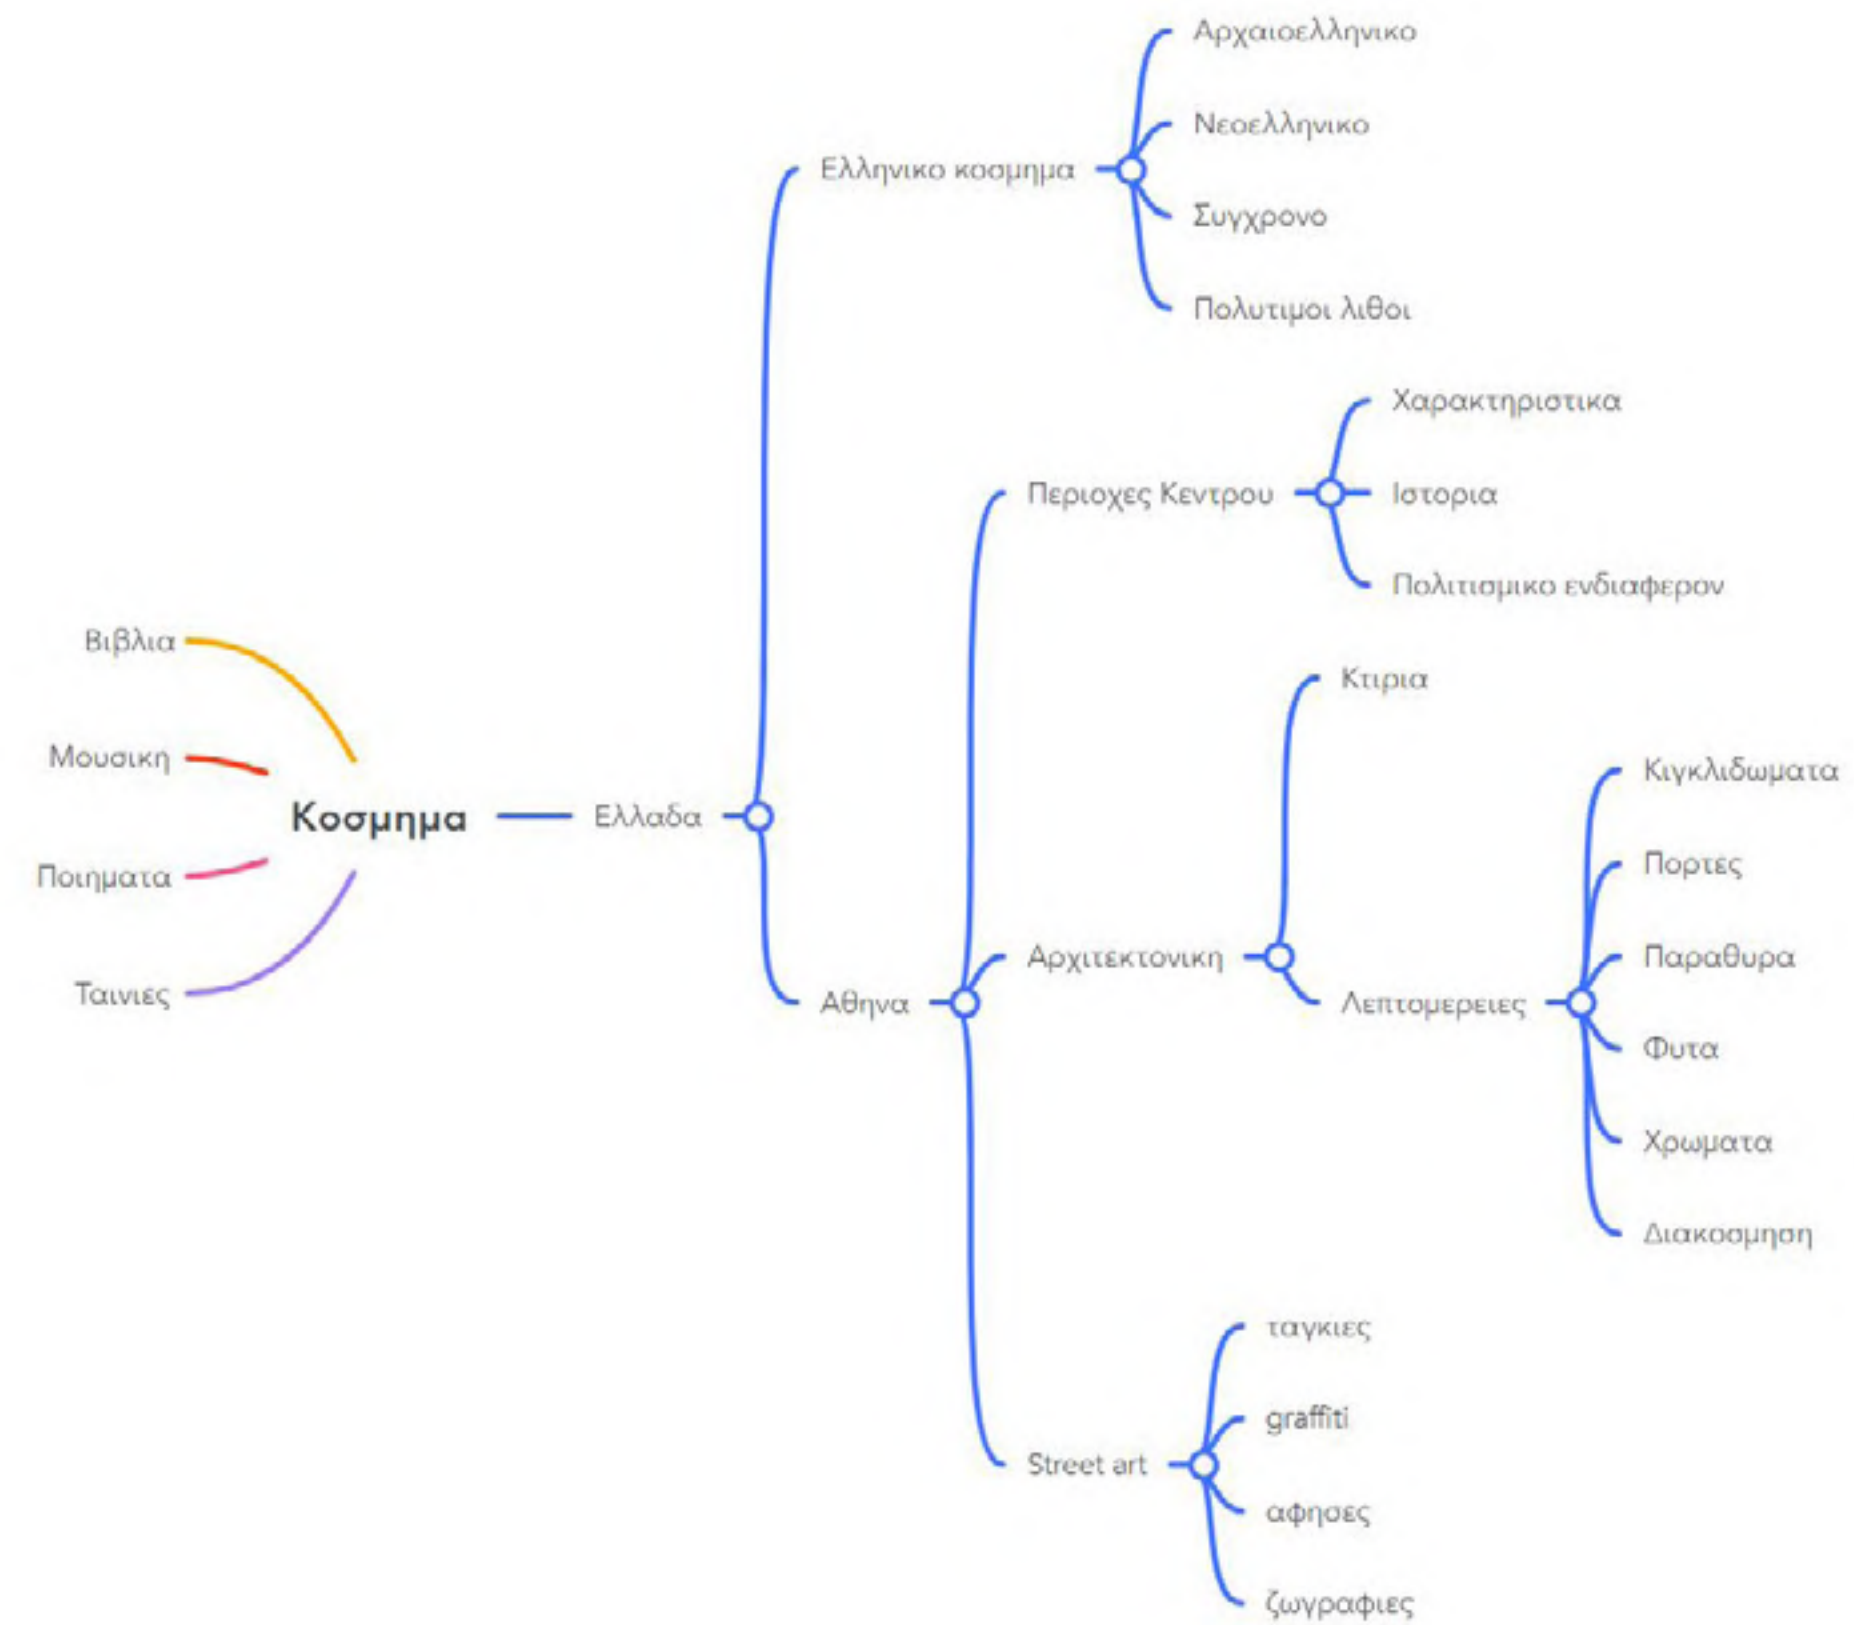 Αρχαιοελληνικο
Νεοελληνικο
Ελληνικο κοσμημα
Συγχρονο
Πολυτιμοι λιθοι
Χαρακτηριστικα
Περιοχες Κεντρου
Ιστορια
Πολιτισμικο ενδιαφερον
Βιβλια
Μουσικη
Κοσμημα
Ελλαδα
Ποιηματα
Ταινιες
Αθηνα
Κτιρια
Αρχιτεκτονικη
Λεπτομερειες
Κιγκλιδωματα
Πορτες
Παραθυρα
Φυτα
Χρωματα
Διακοσμηση
ταγκιες
graffiti
Street art
αφησες
ζωγραφιες